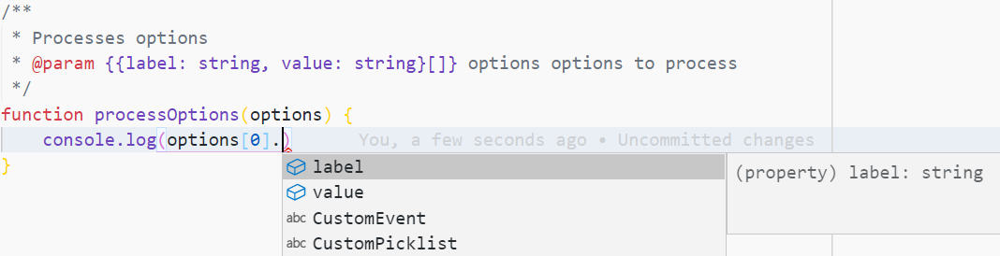 /**
 * Processes options
 * @param {{label: string, value: string}[]} options options to process
 */
function processOptions(options) {
    console.log(options[0].)    You, a few seconds ago • Uncommitted changes
}
label    (property) label: string
value
abc CustomEvent
abc CustomPicklist